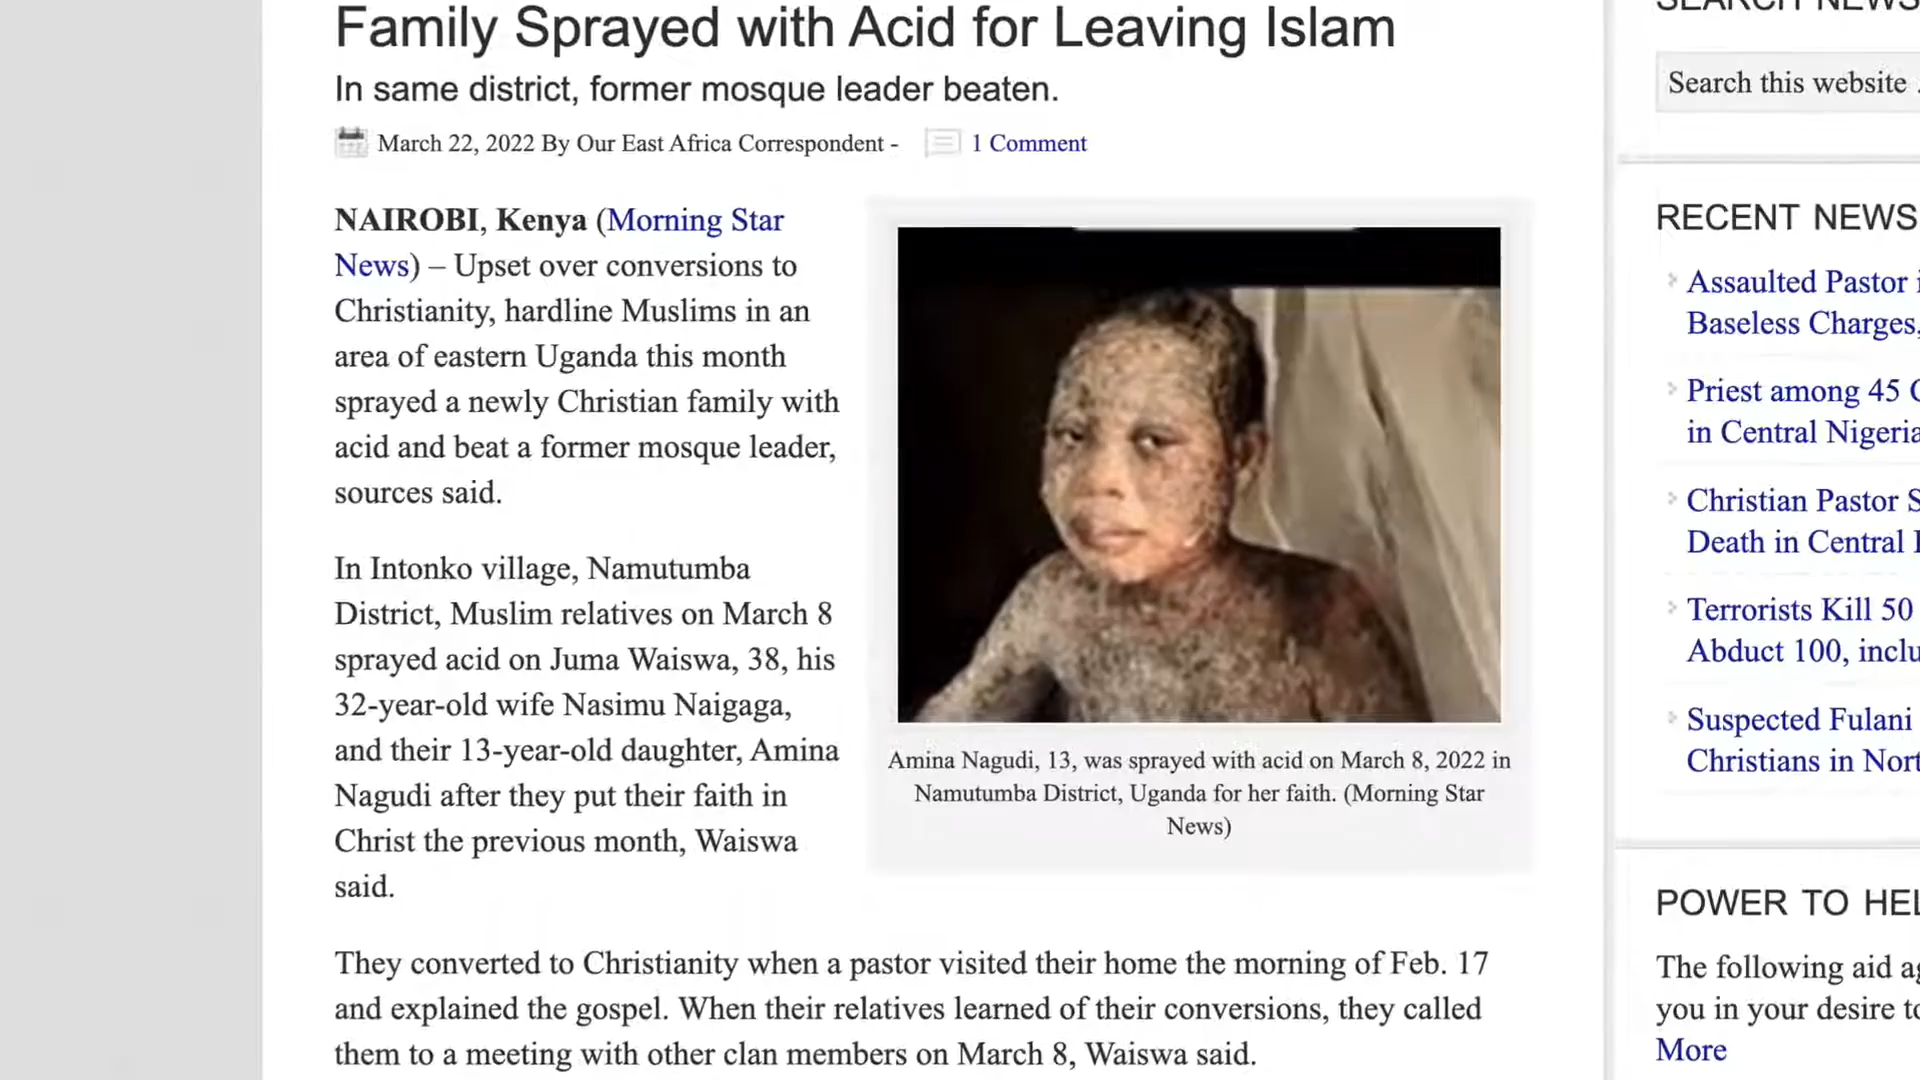 Family Sprayed with Acid for Leaving Islam
In same district, former mosque leader beaten.
March 22, 2022 By Our East Africa Correspondent - 1 Comment
NAIROBI, Kenya (Morning Star
News) – Upset over conversions to
Christianity, hardline Muslims in an
area of eastern Uganda this month
sprayed a newly Christian family with
acid and beat a former mosque leader,
sources said.
In Intonko village, Namutumba
District, Muslim relatives on March 8
sprayed acid on Juma Waiswa, 38, his
32-year-old wife Nasimu Naigaga,
and their 13-year-old daughter, Amina
Nagudi after they put their faith in
Christ the previous month, Waiswa
said.
Amina Nagudi, 13, was sprayed with acid on March 8, 2022 in
Namutumba District, Uganda for her faith. (Morning Star
News)
They converted to Christianity when a pastor visited their home the morning of Feb. 17
and explained the gospel. When their relatives learned of their conversions, they called
them to a meeting with other clan members on March 8, Waiswa said.
SEARCH NEWS
Search this website
RECENT NEWS
Assaulted Pastor
Baseless Charges,
Priest among 45
in Central Nigeria
Christian Pastor
Death in Central
Terrorists Kill 50
Abduct 100,
Suspected Fulani
Christians in
POWER TO
The following aid
you in your desire
More